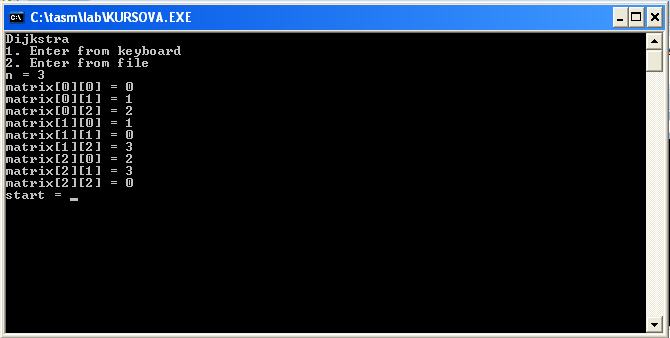 C:\tasm\lab\KURSOVA.EXE
Dijkstra
1. Enter from keyboard
2. Enter from file
n = 3
matrix[0][0] = 0
matrix[0][1] = 1
matrix[0][2] = 2
matrix[1][0] = 1
matrix[1][1] = 0
matrix[1][2] = 3
matrix[2][0] = 2
matrix[2][1] = 3
matrix[2][2] = 0
start = _